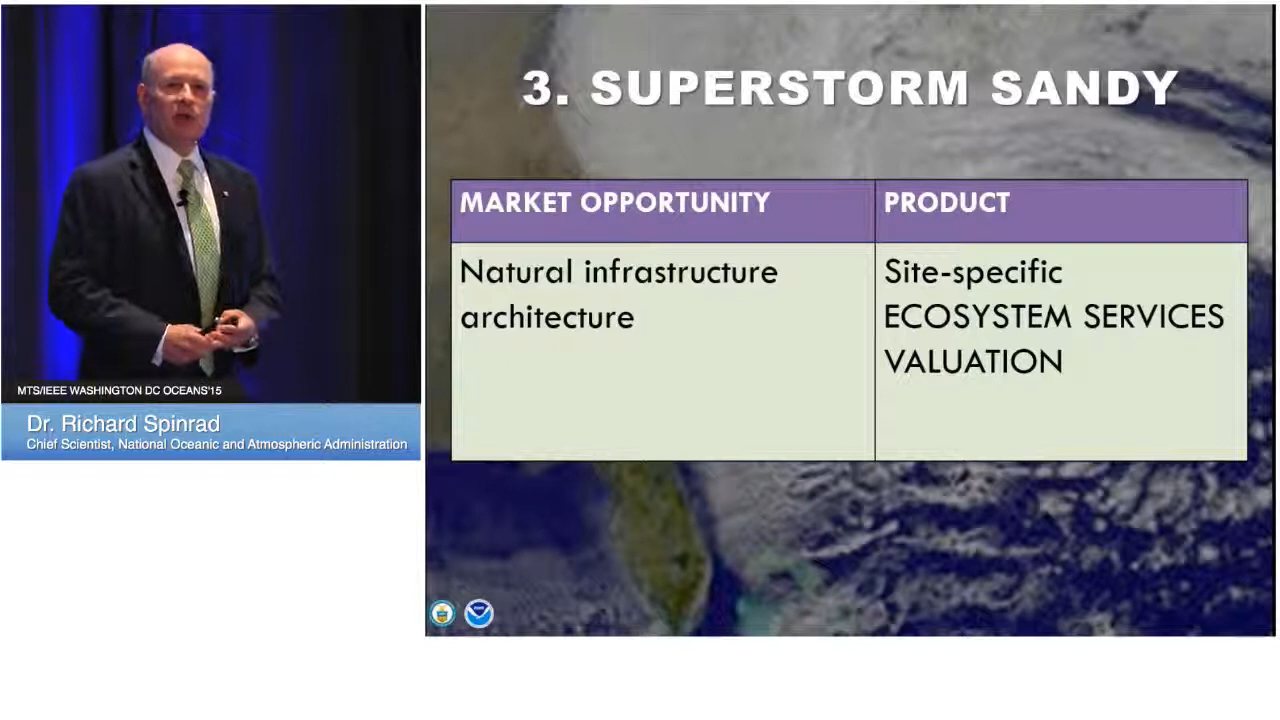 3. SUPERSTORM SANDY
MARKET OPPORTUNITY
PRODUCT
Natural infrastructure
architecture
Site-specific
ECOSYSTEM SERVICES
VALUATION
MTS/IEEE WASHINGTON DC OCEANS'15
Dr. Richard Spinrad
Chief Scientist, National Oceanic and Atmospheric Administration